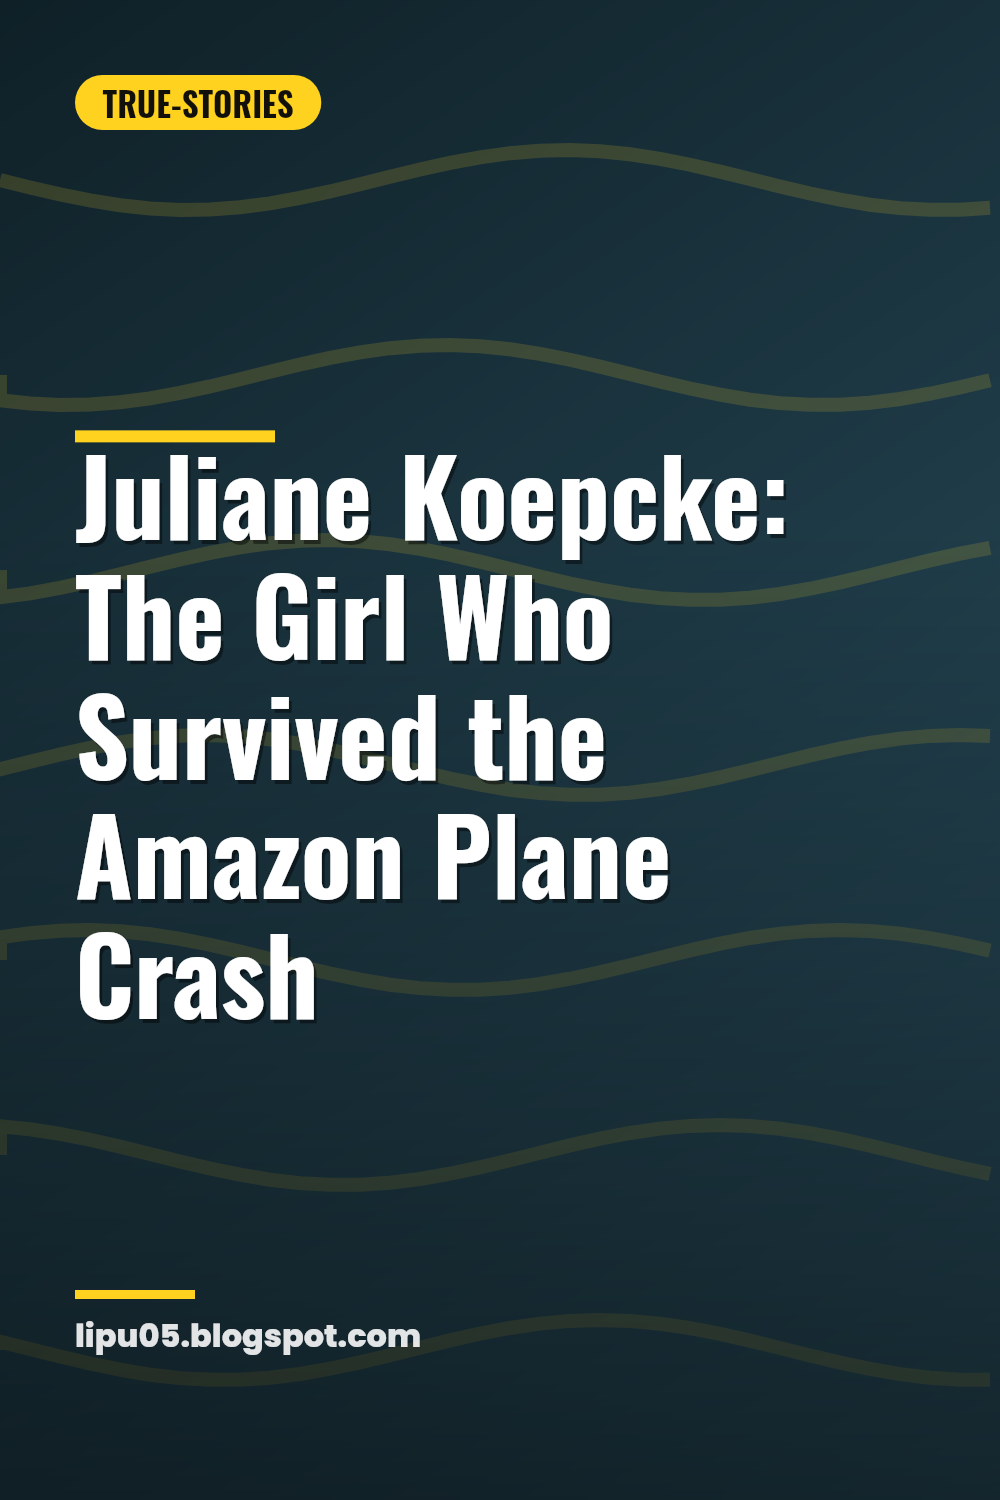 TRUE-STORIES
Juliane Koepcke:
The Girl Who
Survived the
Amazon Plane
Crash
lipu05.blogspot.com